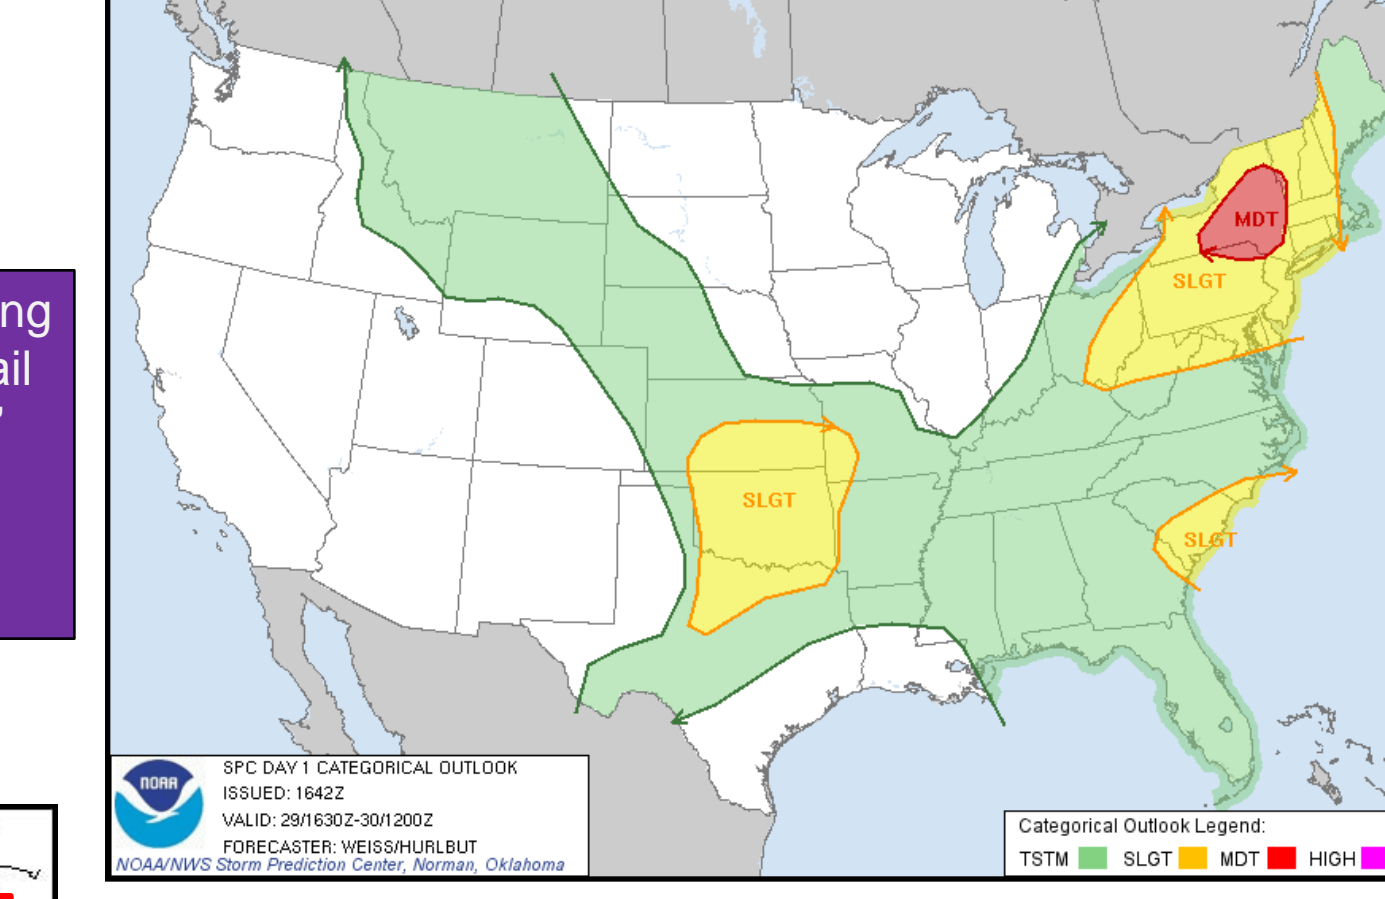 ng
ail
MDT
SLGT
SLGT
SLGT
NOAA
SPC DAY 1 CATEGORICAL OUTLOOK
ISSUED: 1642Z
VALID: 29/1630Z-30/1200Z
FORECASTER: WEISS/HURLBUT
NOAA/NWS Storm Prediction Center, Norman, Oklahoma
Categorical Outlook Legend:
TSTM SLGT MDT HIGH